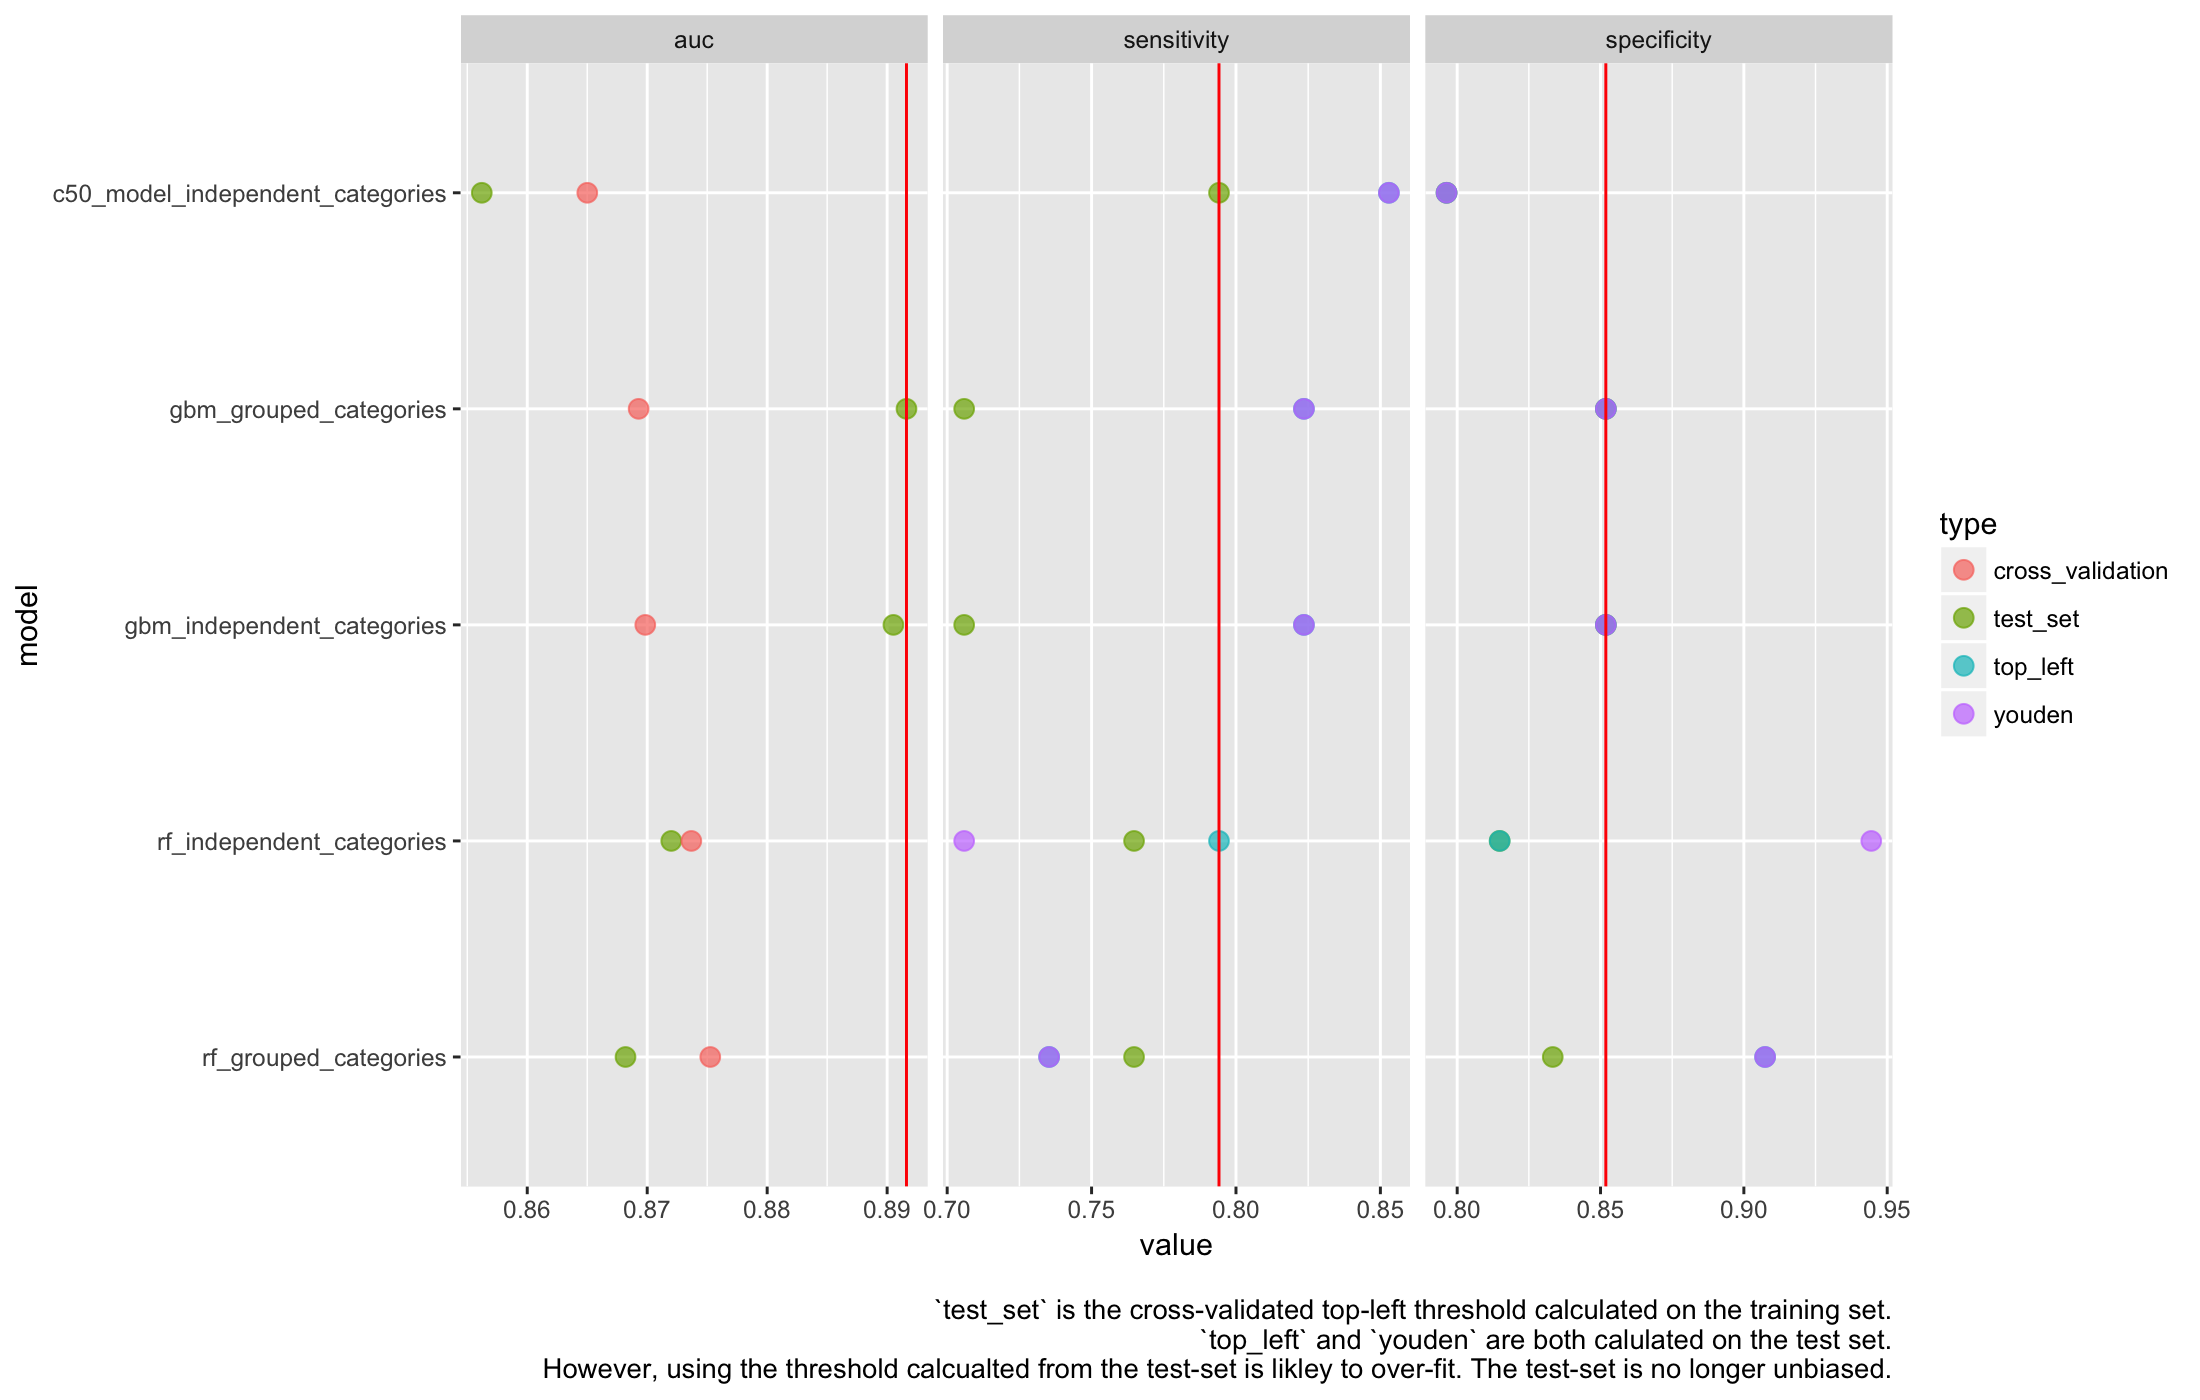 auc
sensitivity
specificity
c50_model_independent_categories
gbm_grouped_categories
gbm_independent_categories
rf_independent_categories
rf_grouped_categories
model
0.86 0.87 0.88 0.89
0.70 0.75 0.80 0.85
0.80 0.85 0.90 0.95
value
type
cross_validation
test_set
top_left
youden
`test_set` is the cross-validated top-left threshold calculated on the training set.
`top_left` and `youden` are both calulated on the test set.
However, using the threshold calcualted from the test-set is likley to over-fit. The test-set is no longer unbiased.